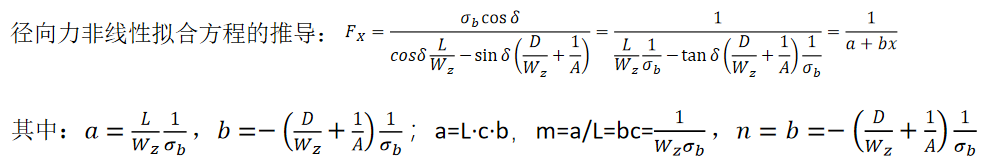 径向力非线性拟合方程的推导：$F_X = \frac{\sigma_b \cos\delta}{cos\delta \frac{L}{W_z} - \sin\delta \left(\frac{D}{W_z} + \frac{1}{A}\right)} = \frac{1}{\frac{L}{W_z}\frac{1}{\sigma_b} - \tan\delta \left(\frac{D}{W_z} + \frac{1}{A}\right)\frac{1}{\sigma_b}} = \frac{1}{a + bx}$
其中：$a = \frac{L}{W_z}\frac{1}{\sigma_b}$，$b = -\left(\frac{D}{W_z} + \frac{1}{A}\right)\frac{1}{\sigma_b}$；a=L·c·b，m=a/L=bc=$\frac{1}{W_z\sigma_b}$，$n = b = -\left(\frac{D}{W_z} + \frac{1}{A}\right)\frac{1}{\sigma_b}$